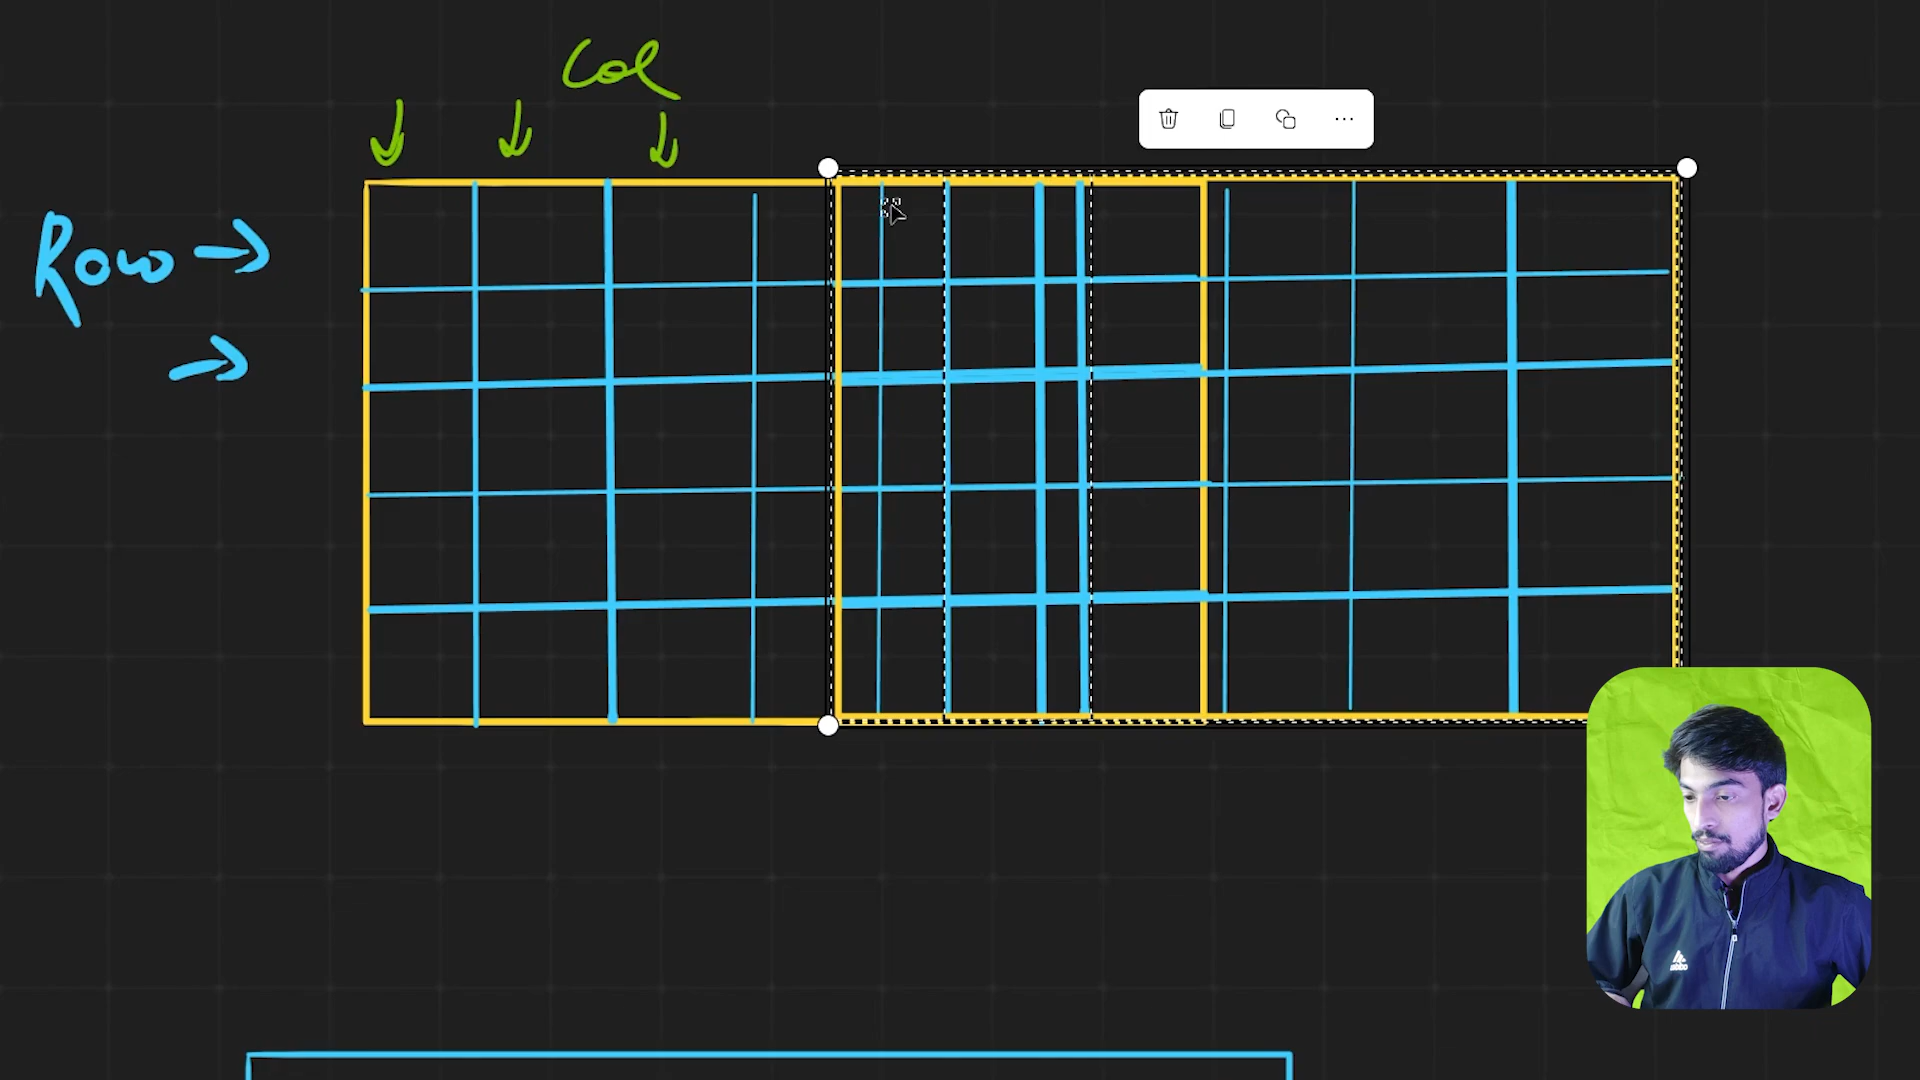 Col
Row →
→